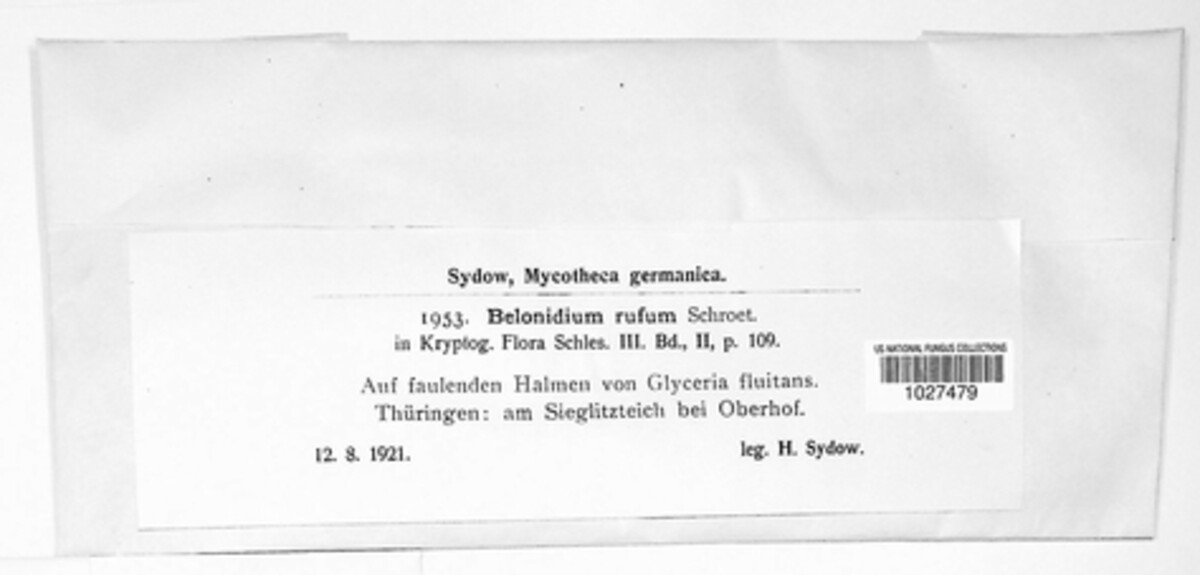 Sydow, Mycotheca germanica.
1953. Belonidium rufum Schroet.
in Kryptog. Flora Schles. III. Bd., II, p. 109.
Auf faulenden Halmen von Glyceria fluitans.
Thüringen: am Sieglitzteich bei Oberhof.
12. 8. 1921. leg. H. Sydow.
US NATIONAL FUNGUS COLLECTIONS
1027479